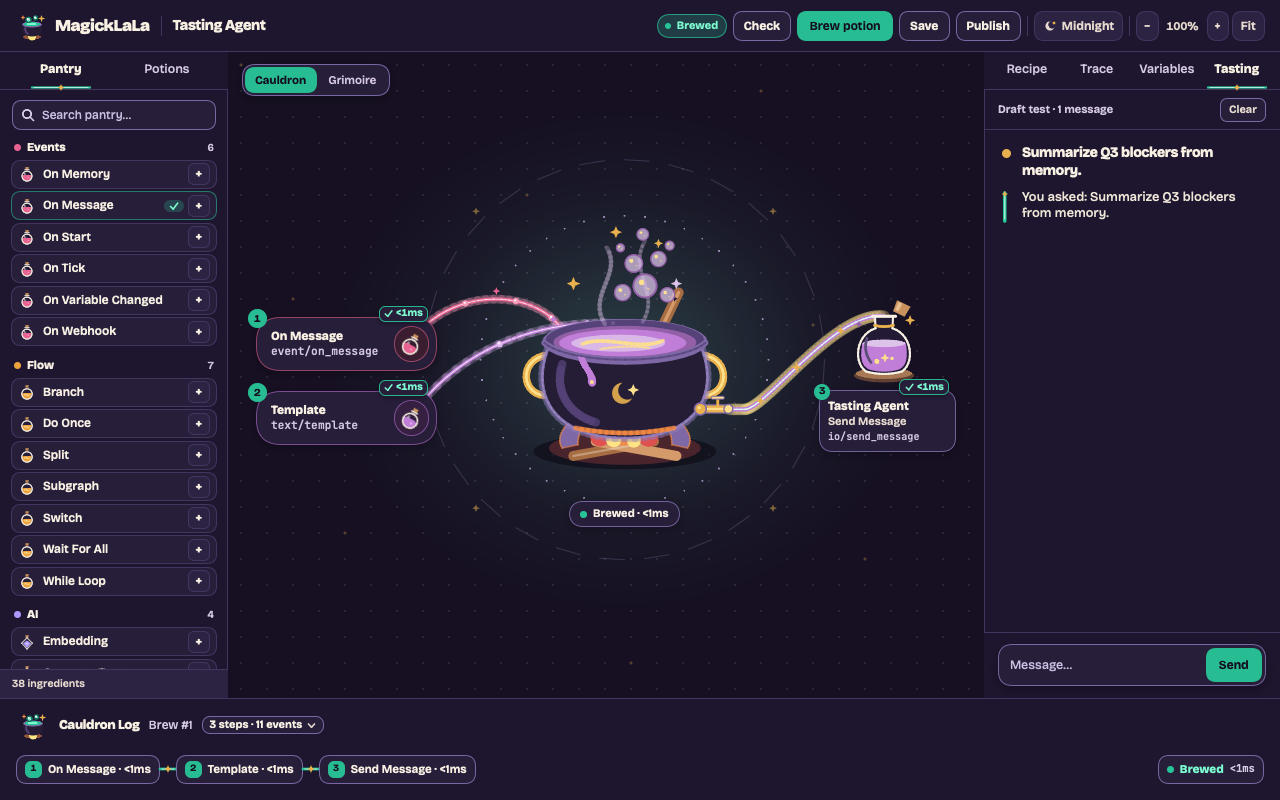 MagickLaLa
Tasting Agent
Brewed
Check
Brew potion
Save
Publish
Midnight
−
100%
+
Fit
Pantry
Potions
Search pantry...
Events
6
On Memory
+
On Message
+
On Start
+
On Tick
+
On Variable Changed
+
On Webhook
+
Flow
7
Branch
+
Do Once
+
Split
+
Subgraph
+
Switch
+
Wait For All
+
While Loop
+
AI
4
Embedding
+
38 ingredients
Cauldron
Grimoire
1
<1ms
On Message
event/on_message
2
<1ms
Template
text/template
3
<1ms
Tasting Agent
Send Message
io/send_message
Brewed · <1ms
Recipe
Trace
Variables
Tasting
Draft test · 1 message
Clear
Summarize Q3 blockers from
memory.
You asked: Summarize Q3 blockers
from memory.
Message...
Send
Cauldron Log
Brew #1
3 steps · 11 events
1 On Message · <1ms
2 Template · <1ms
3 Send Message · <1ms
Brewed <1ms